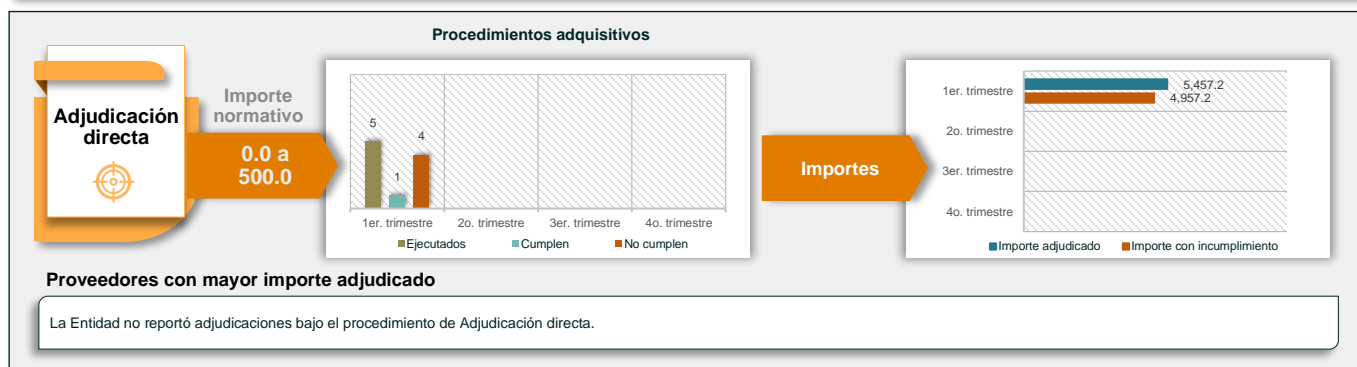 Procedimientos adquisitivos
Adjudicación
directa
Importe
normativo
0.0 a
500.0
5
1
4
1er. trimestre
2o. trimestre
3er. trimestre
4o. trimestre
Ejecutados
Cumplen
No cumplen
Importes
1er. trimestre
5,457.2
4,957.2
2o. trimestre
3er. trimestre
4o. trimestre
Importe adjudicado
Importe con incumplimiento
Proveedores con mayor importe adjudicado
La Entidad no reportó adjudicaciones bajo el procedimiento de Adjudicación directa.